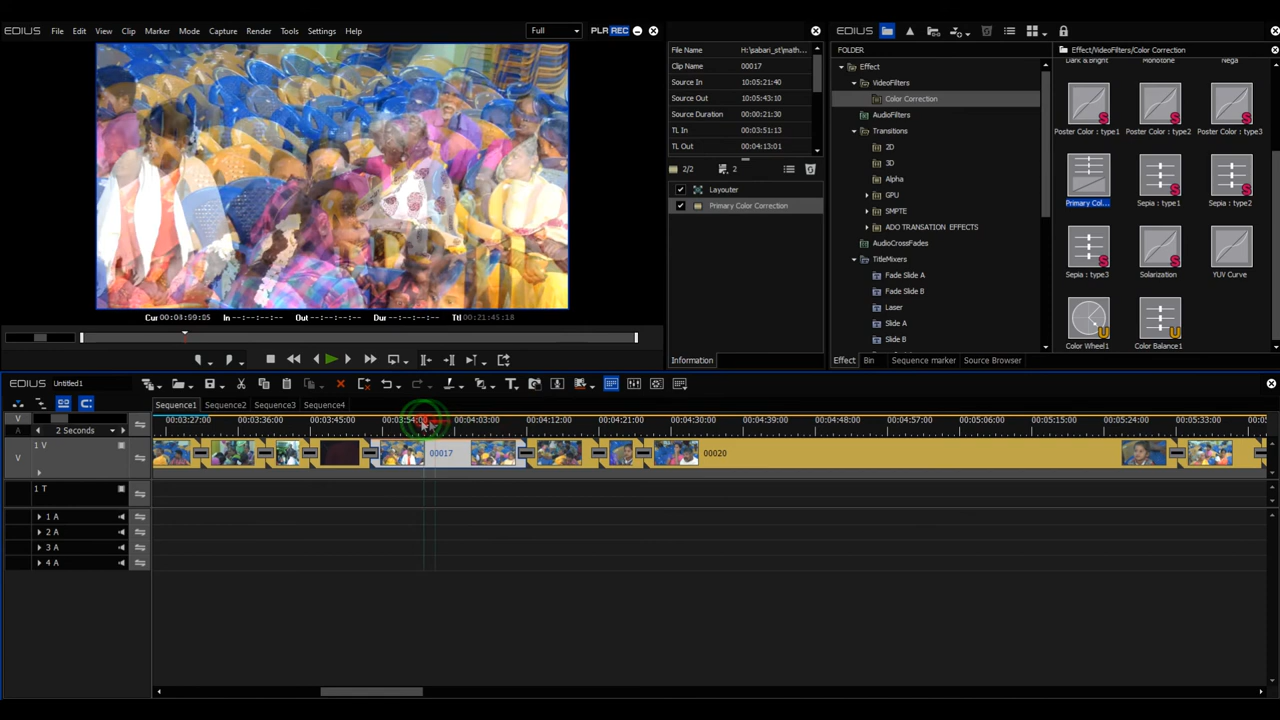 EDIUS File Edit View Clip Marker Mode Capture Render Tools Settings Help Full PLR REC
Cur 00:03:59:05 In --:--:--:-- Out --:--:--:-- Dur --:--:--:-- Ttl 00:21:45:18
File Name H:\sabari_st\math...
Clip Name 00017
Source In 10:05:21:40
Source Out 10:05:43:10
Source Duration 00:00:21:30
TL In 00:03:51:13
TL Out 00:04:13:01
2/2 2
Layouter
Primary Color Correction
Information
EDIUS
FOLDER
Effect
VideoFilters
Color Correction
AudioFilters
Transitions
2D
3D
Alpha
GPU
SMPTE
ADO TRANSATION EFFECTS
AudioCrossFades
TitleMixers
Fade Slide A
Fade Slide B
Laser
Slide A
Slide B
Effect Bin Sequence marker Source Browser
Effect/VideoFilters/Color Correction
Dark & Bright Monotone Nega
Poster Color : type1 Poster Color : type2 Poster Color : type3
Primary Col... Sepia : type1 Sepia : type2
Sepia : type3 Solarization YUV Curve
Color Wheel1 Color Balance1
EDIUS Untitled1
Sequence1 Sequence2 Sequence3 Sequence4
V
A 2 Seconds
00:03:27:00 00:03:36:00 00:03:45:00 00:03:54:00 00:04:03:00 00:04:12:00 00:04:21:00 00:04:30:00 00:04:39:00 00:04:48:00 00:04:57:00 00:05:06:00 00:05:15:00 00:05:24:00 00:05:33:00
1 V
V
00017 00020
1 T
1 A
2 A
3 A
4 A